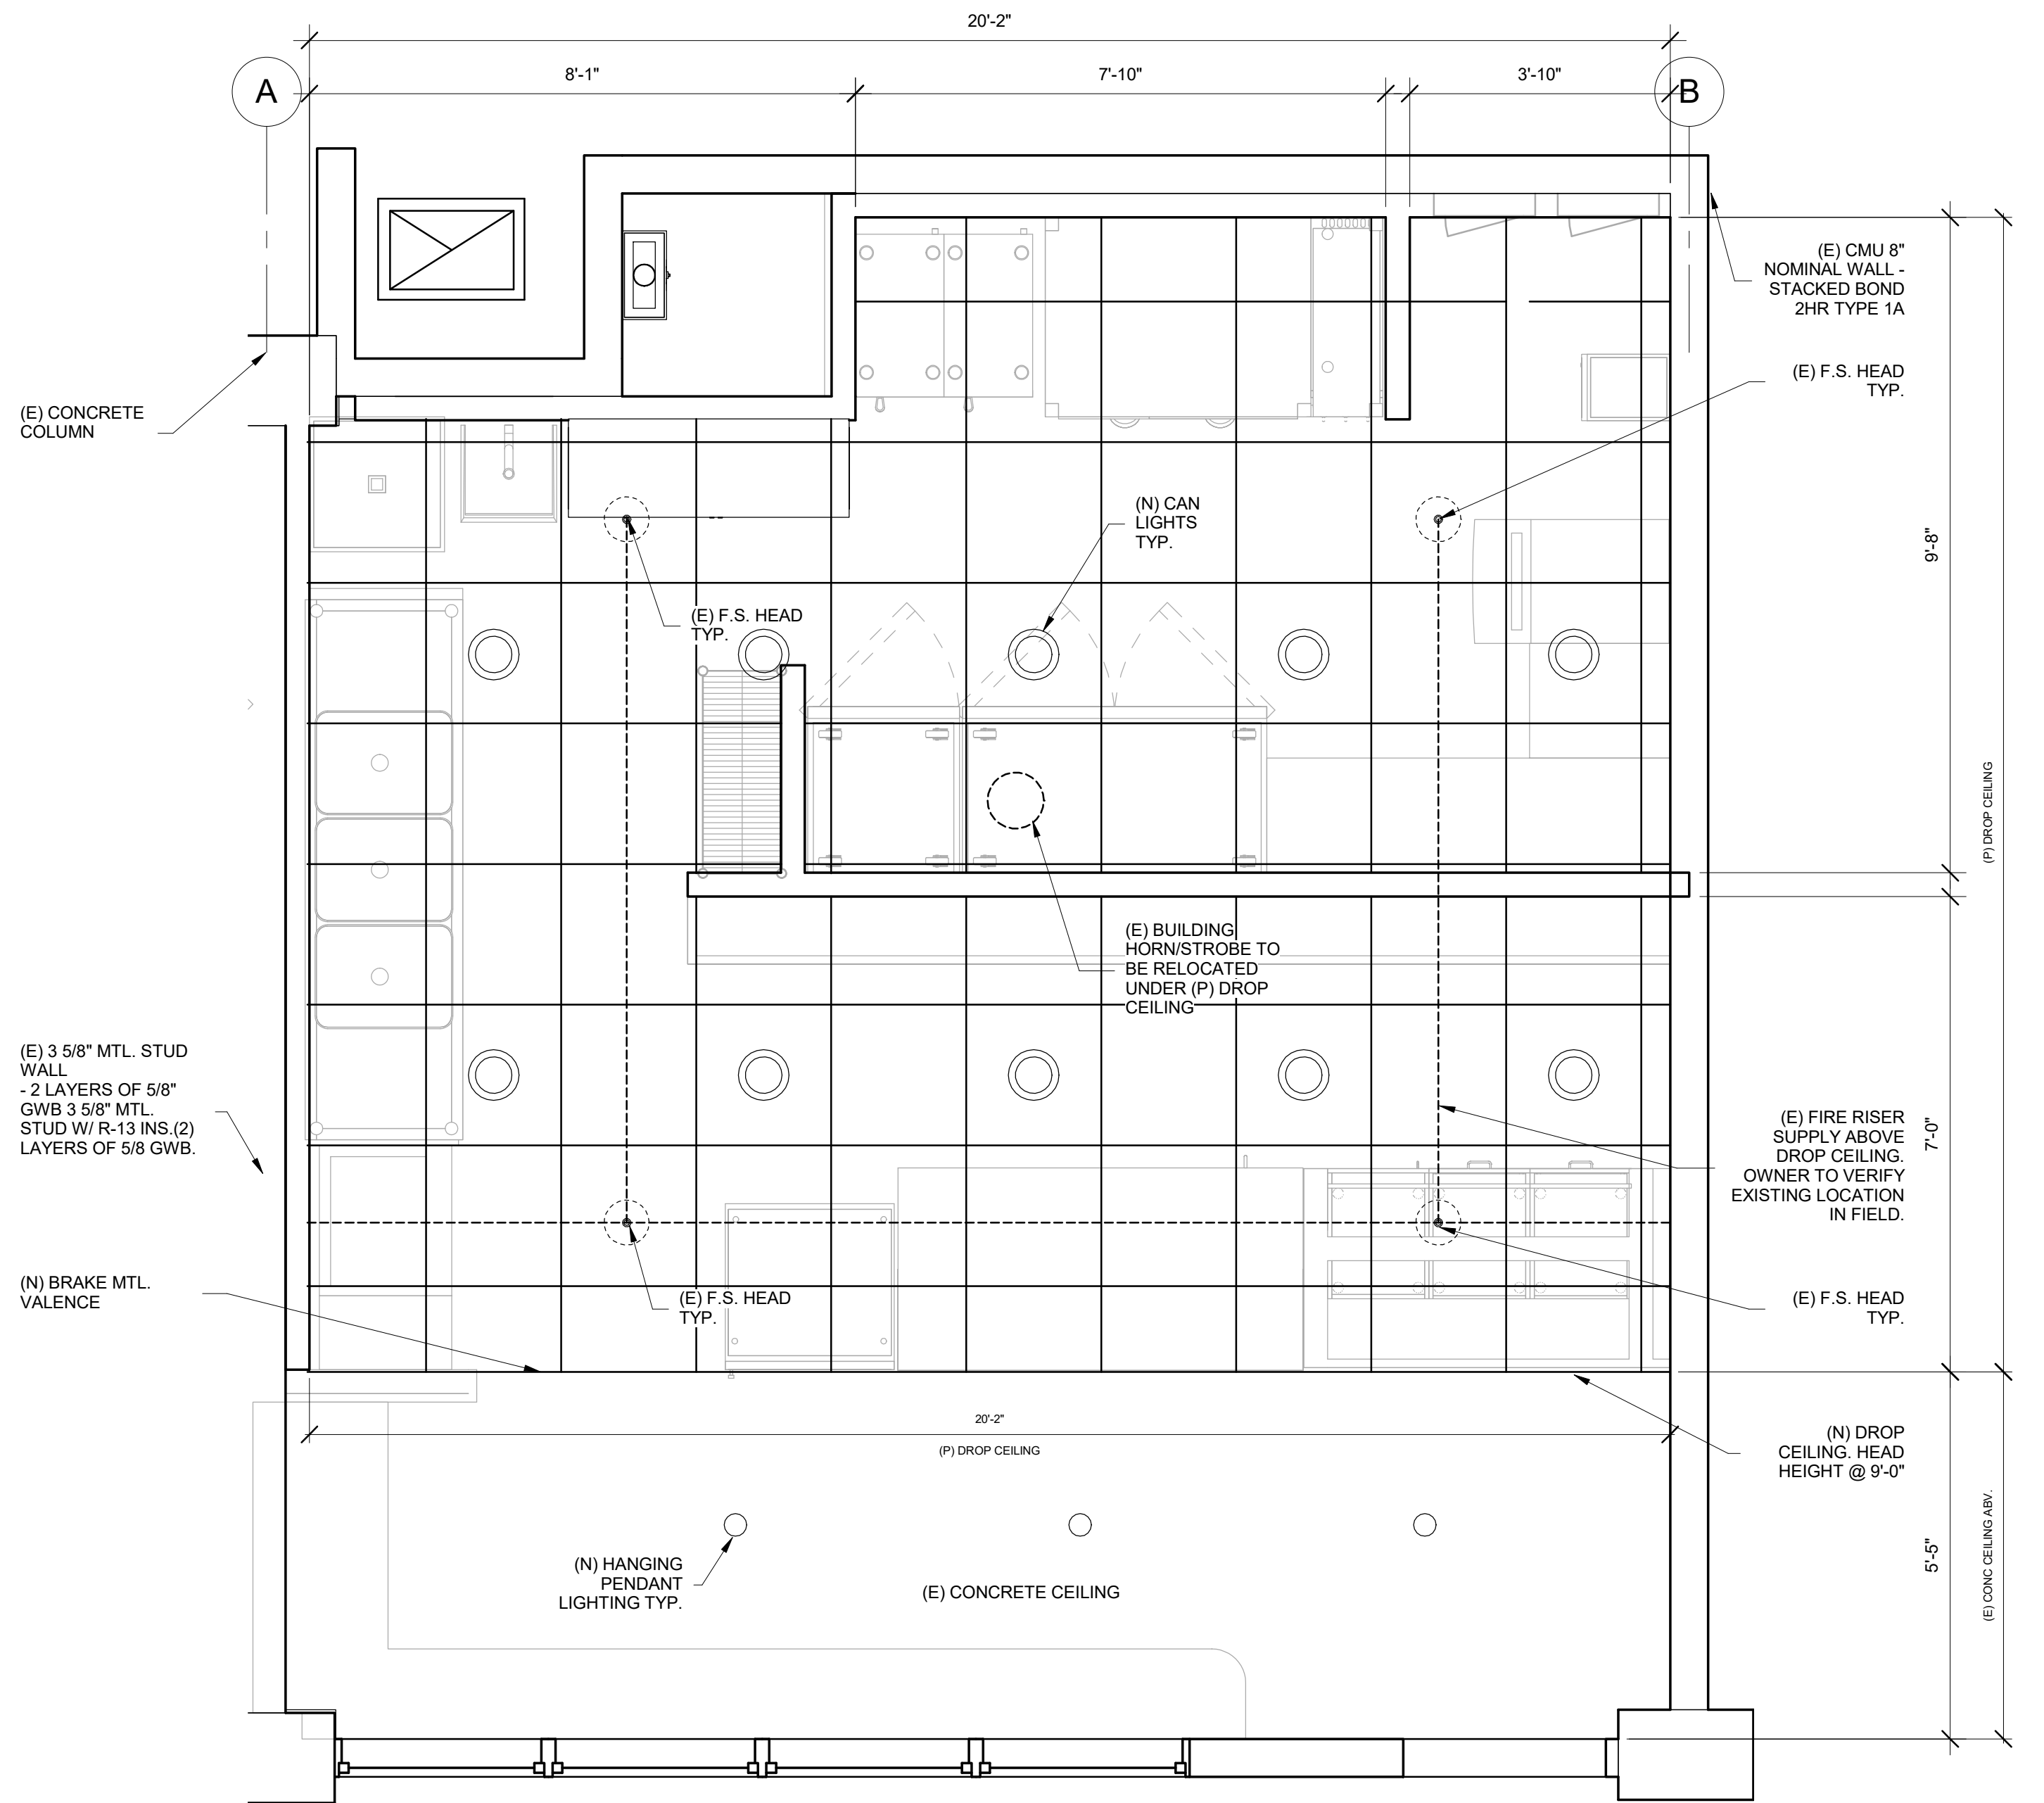 20'-2"
8'-1"
7'-10"
3'-10"
A
B
(E) CMU 8"
NOMINAL WALL -
STACKED BOND
2HR TYPE 1A
(E) F.S. HEAD
TYP.
(E) CONCRETE
COLUMN
(N) CAN
LIGHTS
TYP.
9'-8"
(E) F.S. HEAD
TYP.
(P) DROP CEILING
(E) BUILDING
HORN/STROBE TO
BE RELOCATED
UNDER (P) DROP
CEILING
(E) 3 5/8" MTL. STUD
WALL
- 2 LAYERS OF 5/8"
GWB 3 5/8" MTL.
STUD W/ R-13 INS.(2)
LAYERS OF 5/8 GWB.
(E) FIRE RISER
SUPPLY ABOVE
DROP CEILING.
OWNER TO VERIFY
EXISTING LOCATION
IN FIELD.
7'-0"
(N) BRAKE MTL.
VALENCE
(E) F.S. HEAD
TYP.
(E) F.S. HEAD
TYP.
20'-2"
(P) DROP CEILING
(N) DROP
CEILING. HEAD
HEIGHT @ 9'-0"
(N) HANGING
PENDANT
LIGHTING TYP.
(E) CONCRETE CEILING
5'-5"
(E) CONC CEILING ABV.